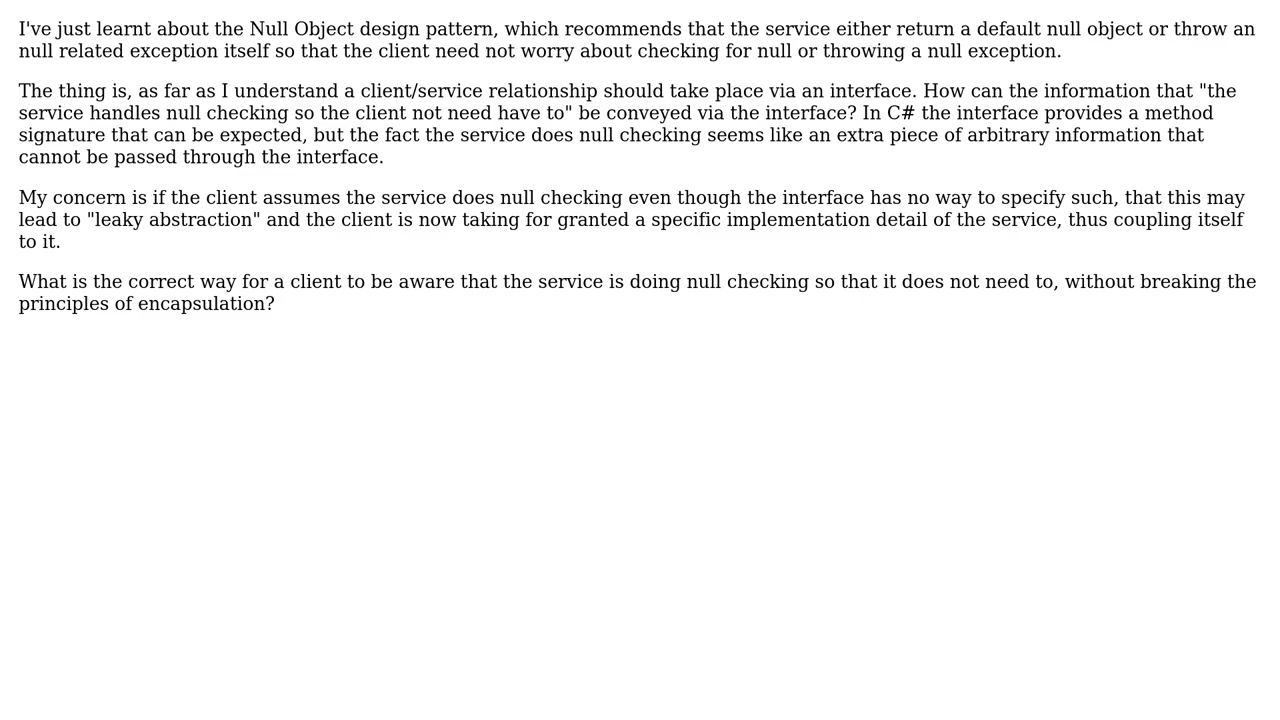 I've just learnt about the Null Object design pattern, which recommends that the service either return a default null object or throw an
null related exception itself so that the client need not worry about checking for null or throwing a null exception.
The thing is, as far as I understand a client/service relationship should take place via an interface. How can the information that "the
service handles null checking so the client not need have to" be conveyed via the interface? In C# the interface provides a method
signature that can be expected, but the fact the service does null checking seems like an extra piece of arbitrary information that
cannot be passed through the interface.
My concern is if the client assumes the service does null checking even though the interface has no way to specify such, that this may
lead to "leaky abstraction" and the client is now taking for granted a specific implementation detail of the service, thus coupling itself
to it.
What is the correct way for a client to be aware that the service is doing null checking so that it does not need to, without breaking the
principles of encapsulation?